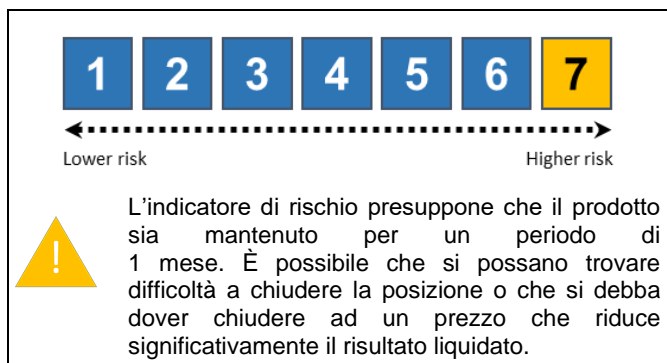 1 2 3 4 5 6 7
Lower risk Higher risk
!
L'indicatore di rischio presuppone che il prodotto
sia mantenuto per un periodo di
1 mese. È possibile che si possano trovare
difficoltà a chiudere la posizione o che si debba
dover chiudere ad un prezzo che riduce
significativamente il risultato liquidato.